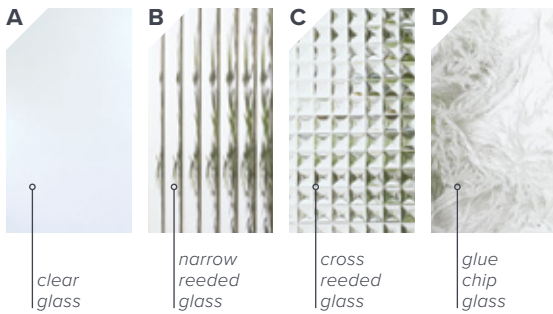 A
B
C
D
clear
glass
narrow
reeded
glass
cross
reeded
glass
glue
chip
glass